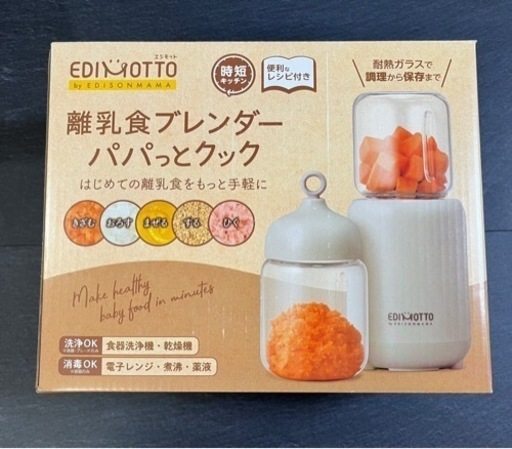 エジモット
EDIMOTTO
by EDISONMAMA
時短
キッチン
便利な
レシピ付き
耐熱ガラスで
調理から保存まで
離乳食ブレンダー
パパっとクック
はじめての離乳食をもっと手軽に
きざむ
おろす
まぜる
する
ひく
Make healthy
baby food in minutes
EDIMOTTO
by EDISONMAMA
洗浄OK
食器洗浄機・乾燥機
消毒OK
電子レンジ・煮沸・薬液